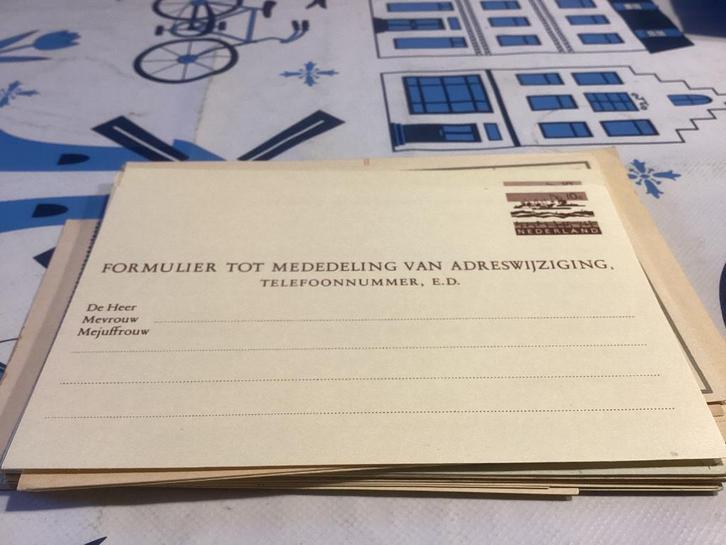 NEDERLAND
FORMULIER TOT MEDEDELING VAN ADRESWIJZIGING,
TELEFOONNUMMER, E.D.
De Heer
Mevrouw
Mejuffrouw